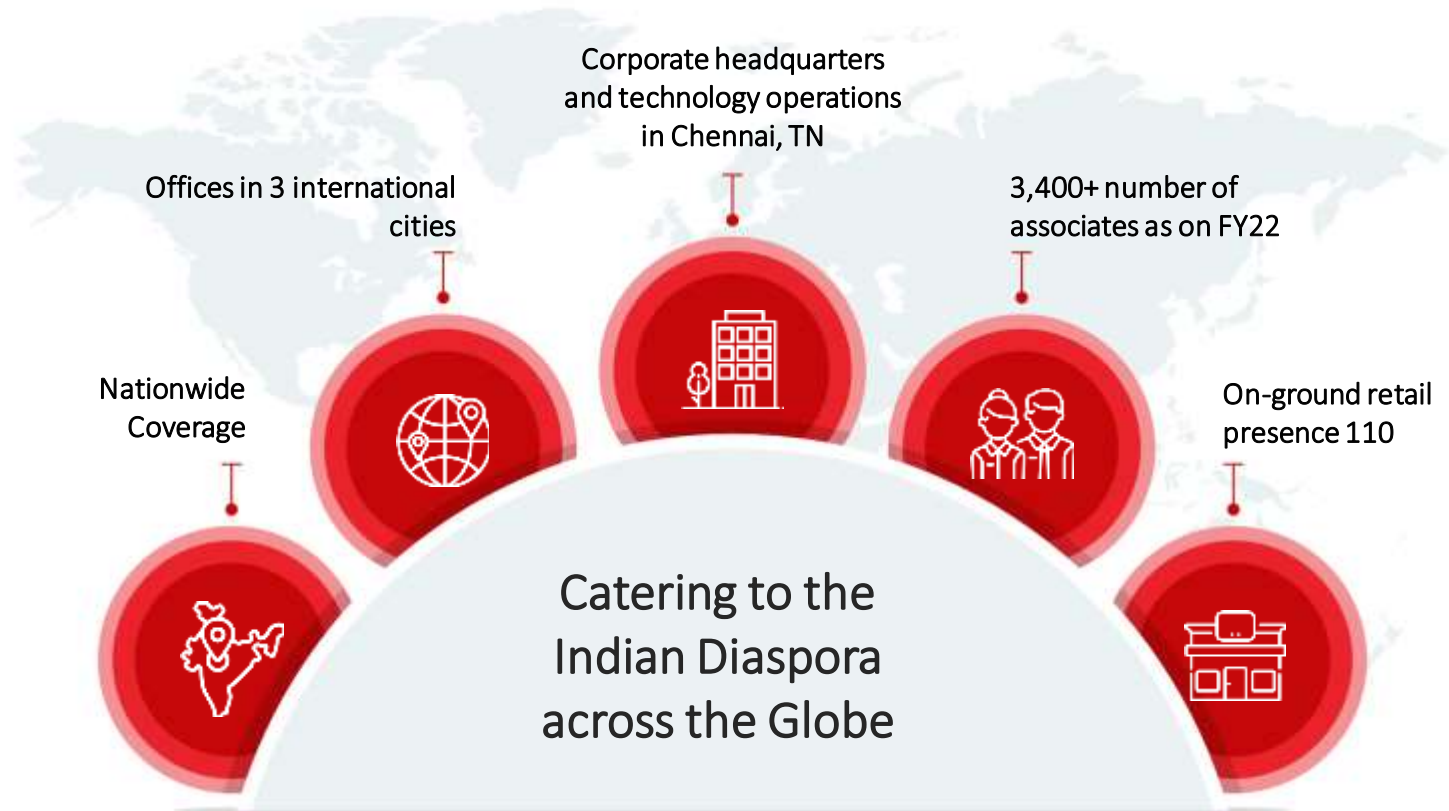 Corporate headquarters
and technology operations
in Chennai, TN
Offices in 3 international
cities
3,400+ number of
associates as on FY22
Nationwide
Coverage
On-ground retail
presence 110
Catering to the
Indian Diaspora
across the Globe